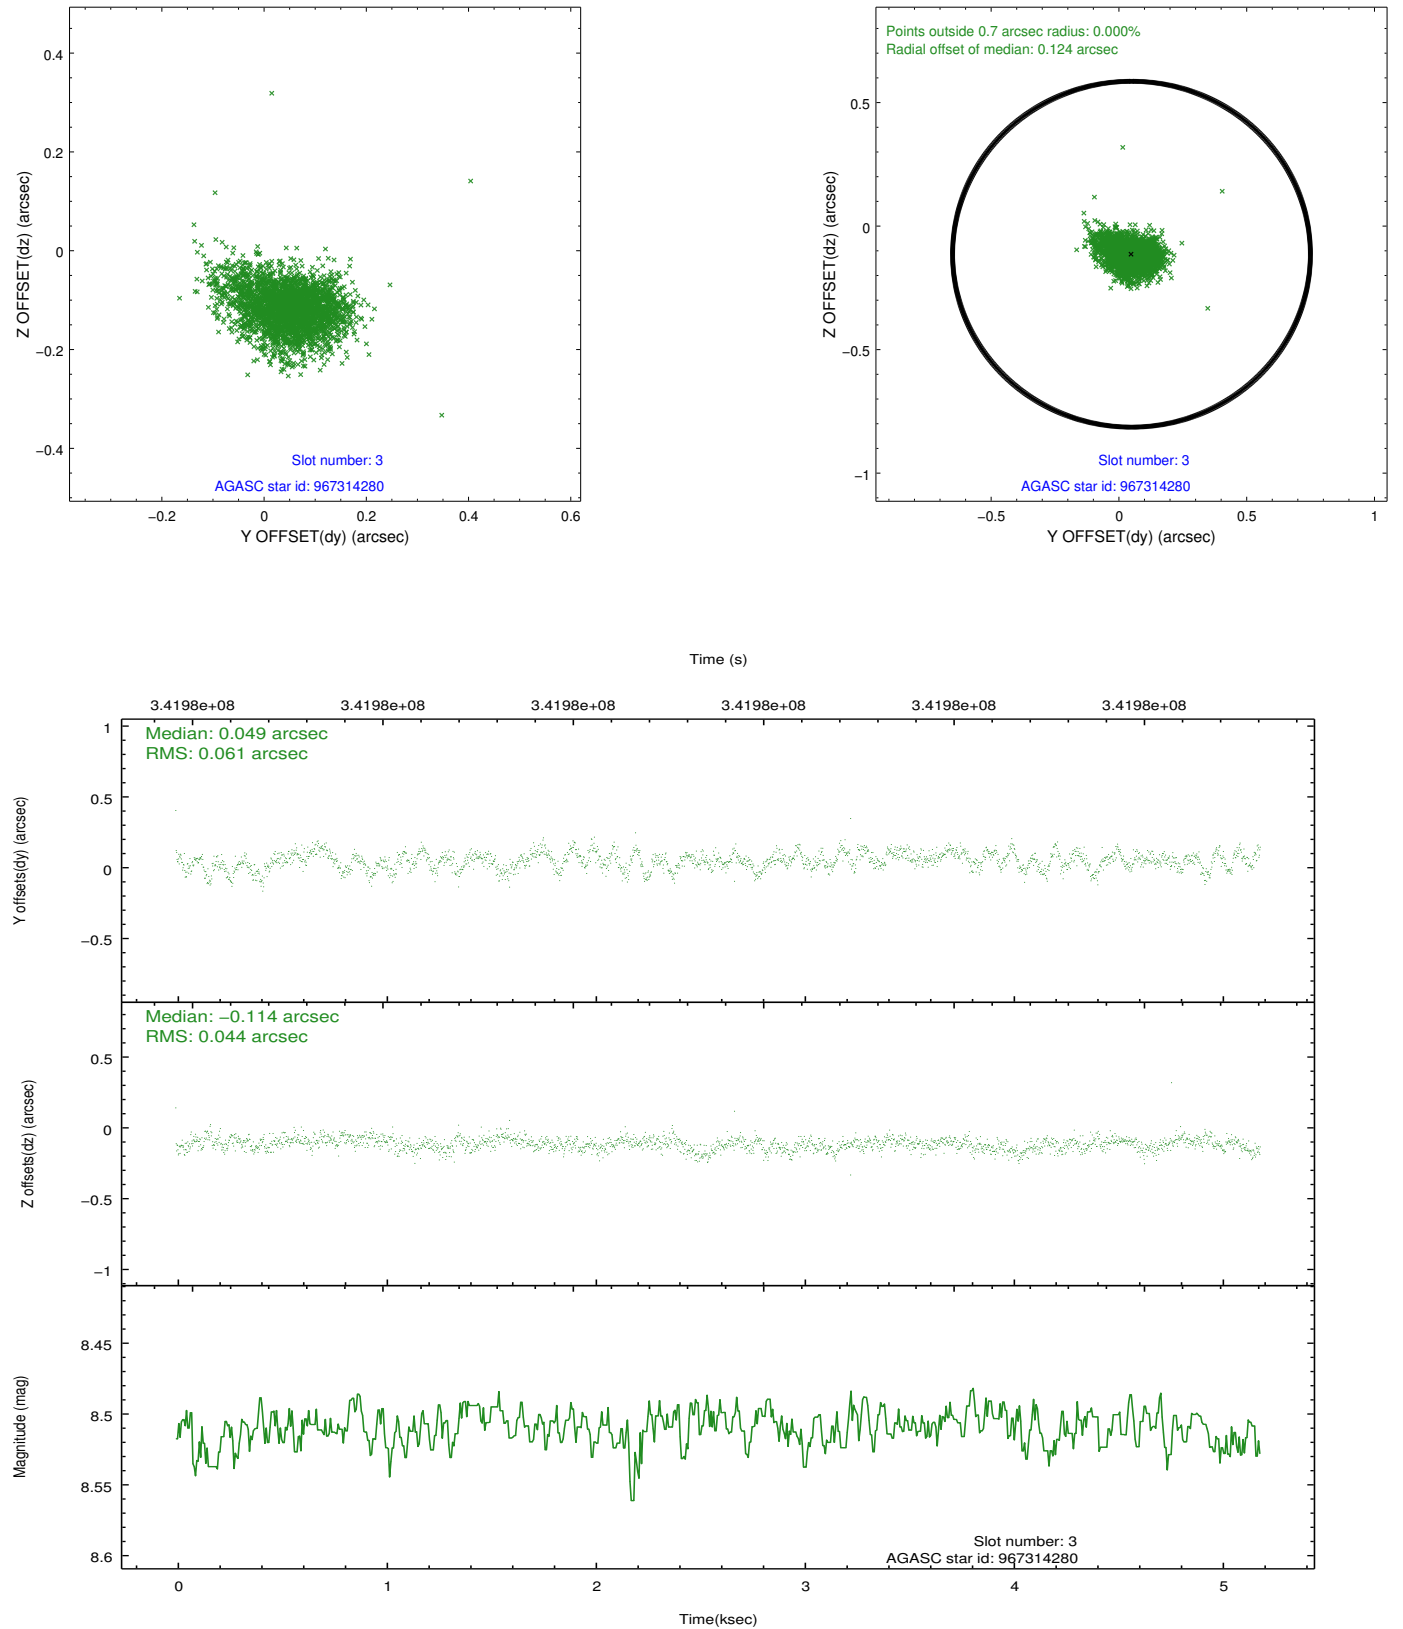 0.4
0.2
0
−0.2
−0.4
Z OFFSET(dz) (arcsec)
Slot number: 3
AGASC star id: 967314280
−0.2 0 0.2 0.4 0.6
Y OFFSET(dy) (arcsec)
Points outside 0.7 arcsec radius: 0.000%
Radial offset of median: 0.124 arcsec
0.5
0
−0.5
−1
Z OFFSET(dz) (arcsec)
Slot number: 3
AGASC star id: 967314280
−0.5 0 0.5 1
Y OFFSET(dy) (arcsec)
Time (s)
3.4198e+08 3.4198e+08 3.4198e+08 3.4198e+08 3.4198e+08 3.4198e+08
Median: 0.049 arcsec
RMS: 0.061 arcsec
1
0.5
0
−0.5
Y offsets(dy) (arcsec)
Median: −0.114 arcsec
RMS: 0.044 arcsec
0.5
0
−0.5
−1
Z offsets(dz) (arcsec)
8.45
8.5
8.55
8.6
Magnitude (mag)
Slot number: 3
AGASC star id: 967314280
0 1 2 3 4 5
Time(ksec)